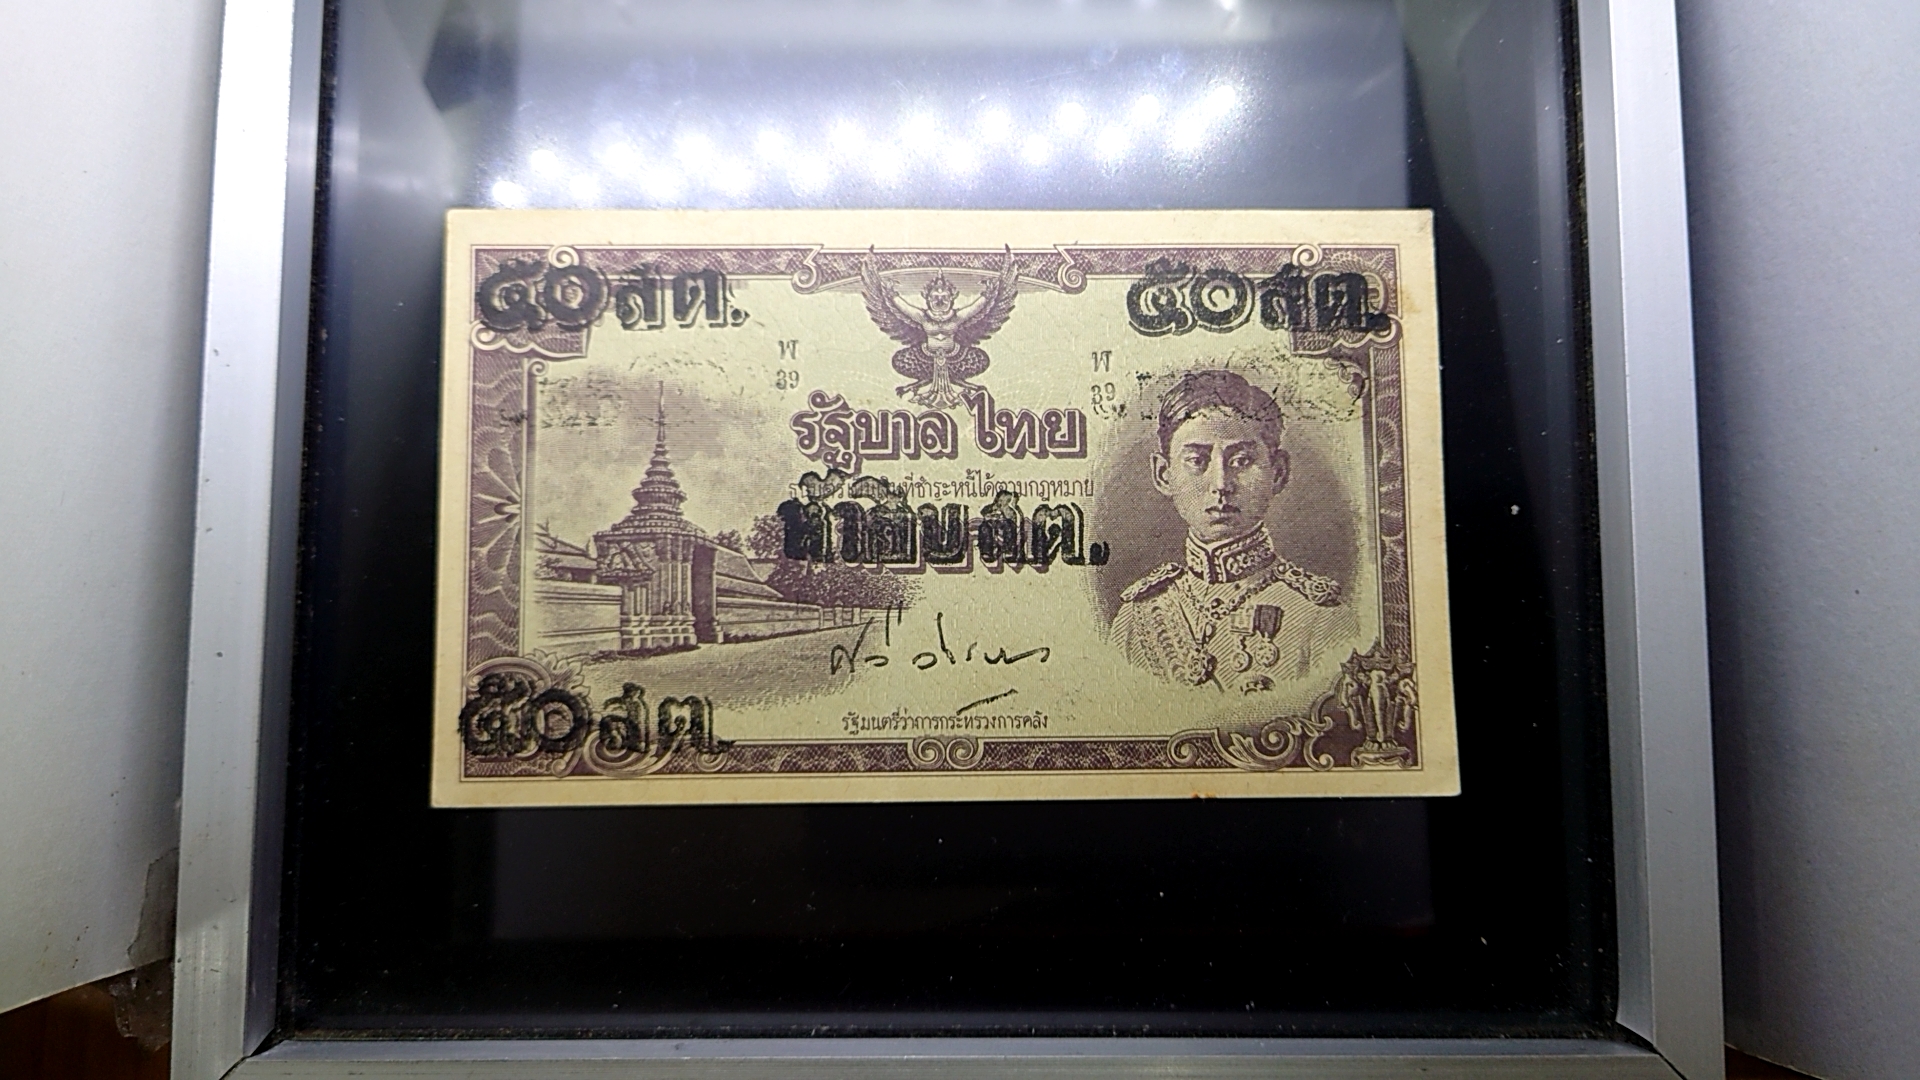 ๕๐สต. ๕๐สต.
พ พ
39 39
รัฐบาลไทย
ธนบัตร์เป็นเงินที่ชำระหนี้ได้ตามกฎหมาย
ห้าสิบสต.
รัฐมนตรีว่าการกระทรวงการคลัง
๕๐สต.